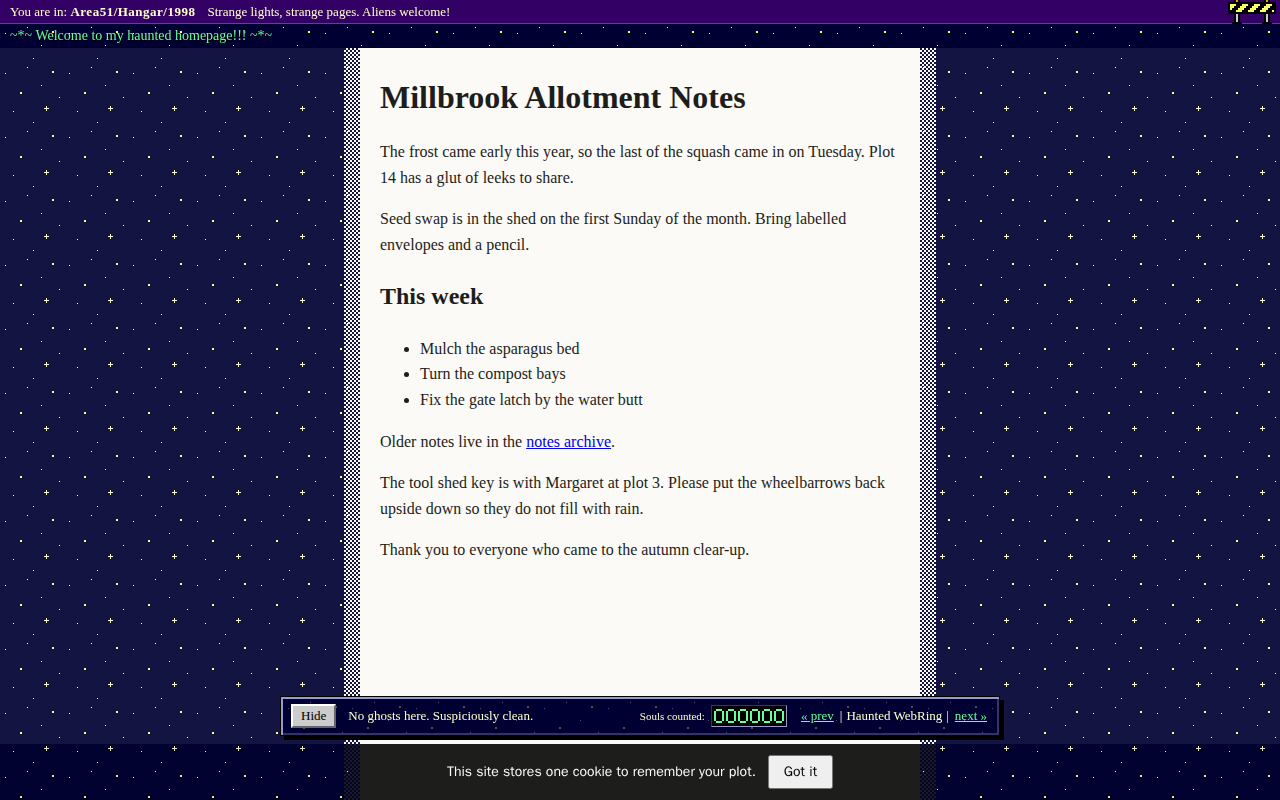 You are in: Area51/Hangar/1998 Strange lights, strange pages. Aliens welcome!
~*~ Welcome to my haunted homepage!!! ~*~
Millbrook Allotment Notes
The frost came early this year, so the last of the squash came in on Tuesday. Plot
14 has a glut of leeks to share.
Seed swap is in the shed on the first Sunday of the month. Bring labelled
envelopes and a pencil.
This week
Mulch the asparagus bed
Turn the compost bays
Fix the gate latch by the water butt
Older notes live in the notes archive.
The tool shed key is with Margaret at plot 3. Please put the wheelbarrows back
upside down so they do not fill with rain.
Thank you to everyone who came to the autumn clear-up.
Hide No ghosts here. Suspiciously clean. Souls counted: 000000 « prev | Haunted WebRing | next »
This site stores one cookie to remember your plot. Got it